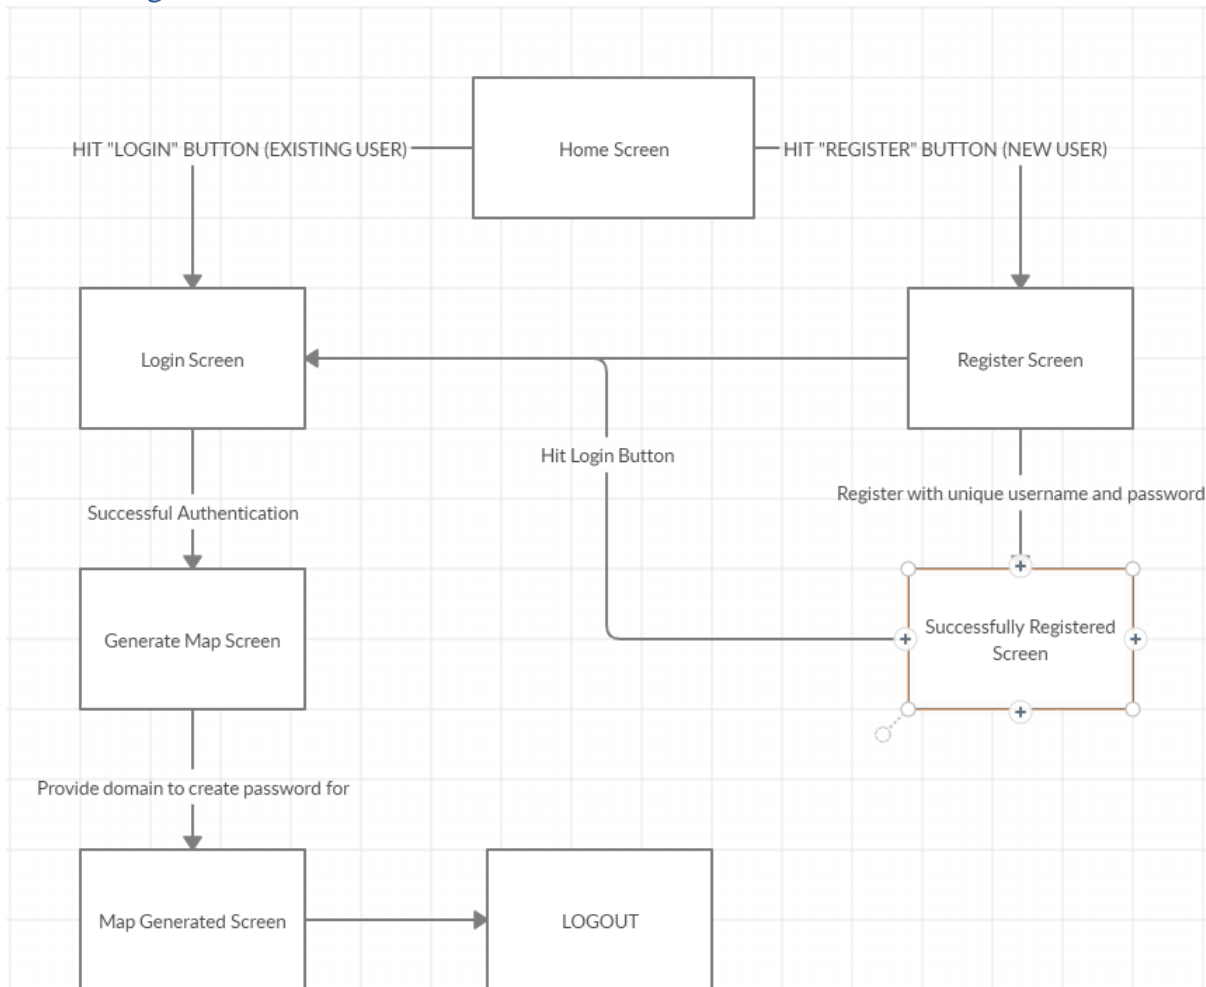 Home Screen
HIT "LOGIN" BUTTON (EXISTING USER)
HIT "REGISTER" BUTTON (NEW USER)
Login Screen
Register Screen
Hit Login Button
Register with unique username and password
Successful Authentication
Generate Map Screen
Successfully Registered
Screen
Provide domain to create password for
Map Generated Screen
LOGOUT